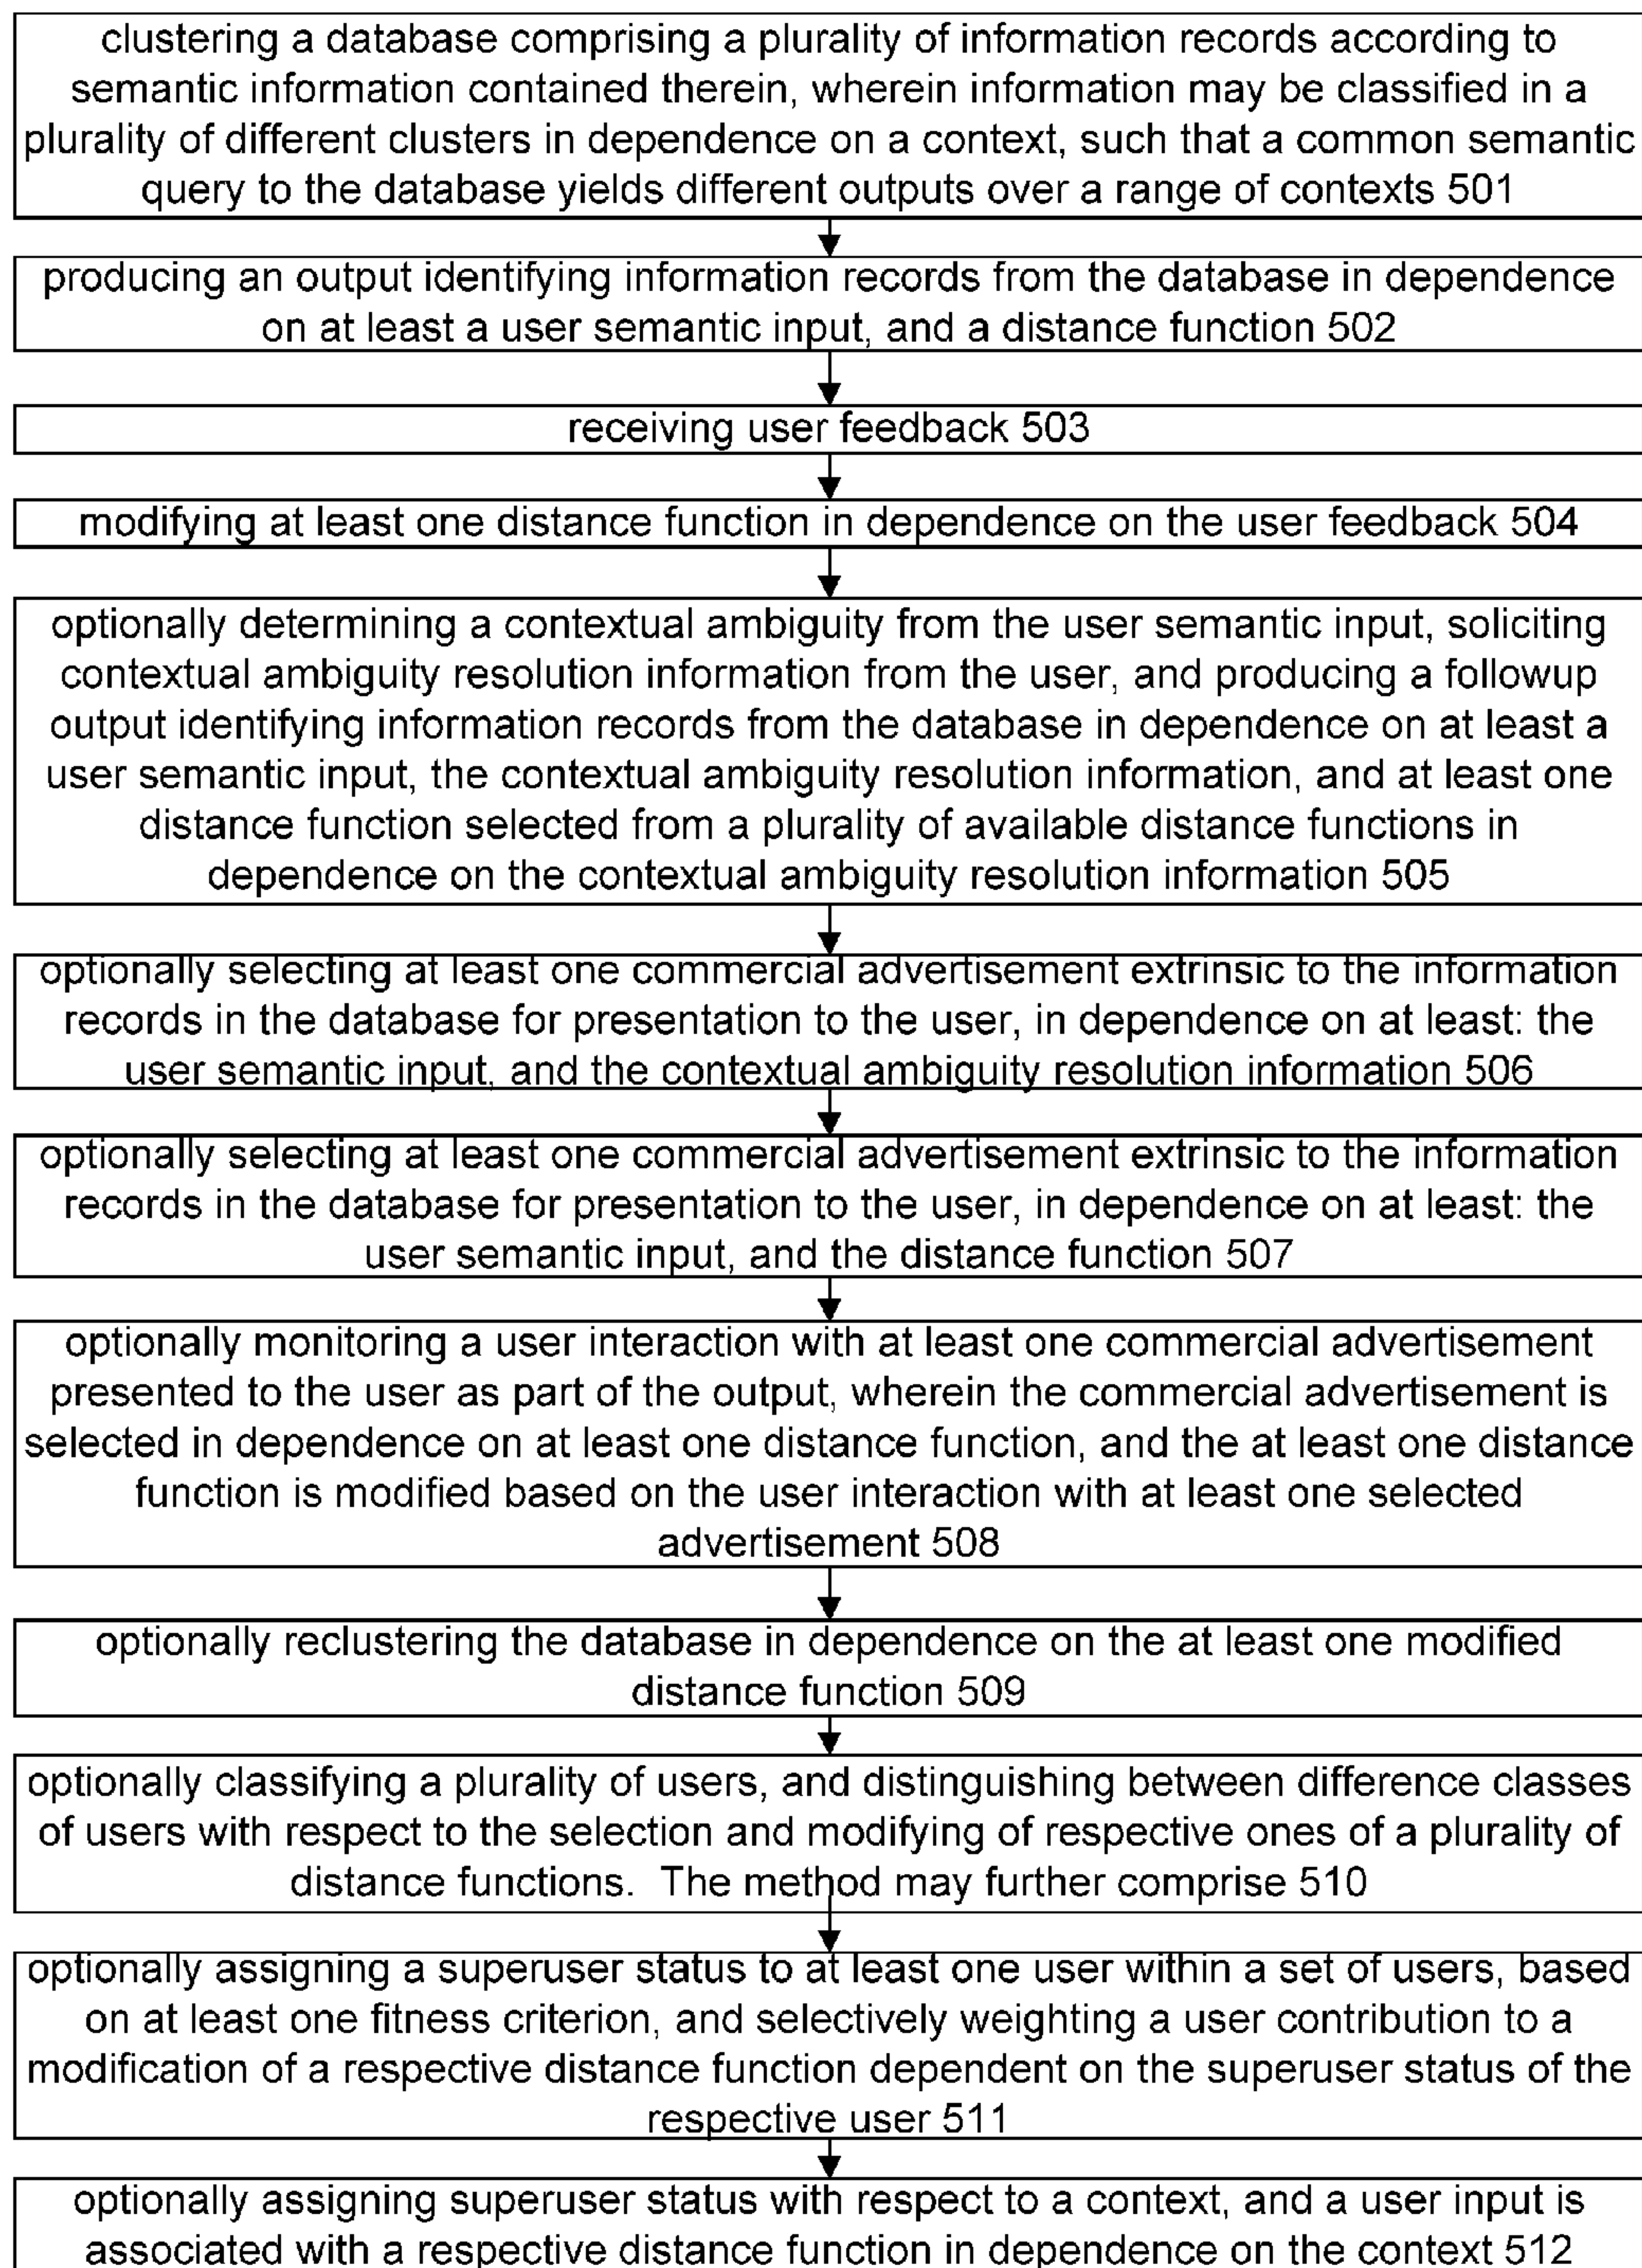 clustering a database comprising a plurality of information records according to
semantic information contained therein, wherein information may be classified in a
plurality of different clusters in dependence on a context, such that a common semantic
query to the database yields different outputs over a range of contexts 501
producing an output identifying information records from the database in dependence
on at least a user semantic input, and a distance function 502
receiving user feedback 503
modifying at least one distance function in dependence on the user feedback 504
optionally determining a contextual ambiguity from the user semantic input, soliciting
contextual ambiguity resolution information from the user, and producing a followup
output identifying information records from the database in dependence on at least a
user semantic input, the contextual ambiguity resolution information, and at least one
distance function selected from a plurality of available distance functions in
dependence on the contextual ambiguity resolution information 505
optionally selecting at least one commercial advertisement extrinsic to the information
records in the database for presentation to the user, in dependence on at least: the
user semantic input, and the contextual ambiguity resolution information 506
optionally selecting at least one commercial advertisement extrinsic to the information
records in the database for presentation to the user, in dependence on at least: the
user semantic input, and the distance function 507
optionally monitoring a user interaction with at least one commercial advertisement
presented to the user as part of the output, wherein the commercial advertisement is
selected in dependence on at least one distance function, and the at least one distance
function is modified based on the user interaction with at least one selected
advertisement 508
optionally reclustering the database in dependence on the at least one modified
distance function 509
optionally classifying a plurality of users, and distinguishing between difference classes
of users with respect to the selection and modifying of respective ones of a plurality of
distance functions.  The method may further comprise 510
optionally assigning a superuser status to at least one user within a set of users, based
on at least one fitness criterion, and selectively weighting a user contribution to a
modification of a respective distance function dependent on the superuser status of the
respective user 511
optionally assigning superuser status with respect to a context, and a user input is
associated with a respective distance function in dependence on the context 512